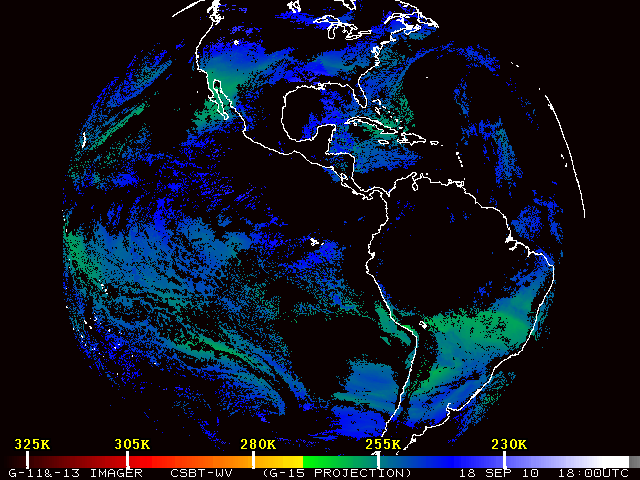 325K 305K 280K 255K 230K
G-11&-13 IMAGER CSBT-WV (G-15 PROJECTION) 18 SEP 10 18:00UTC